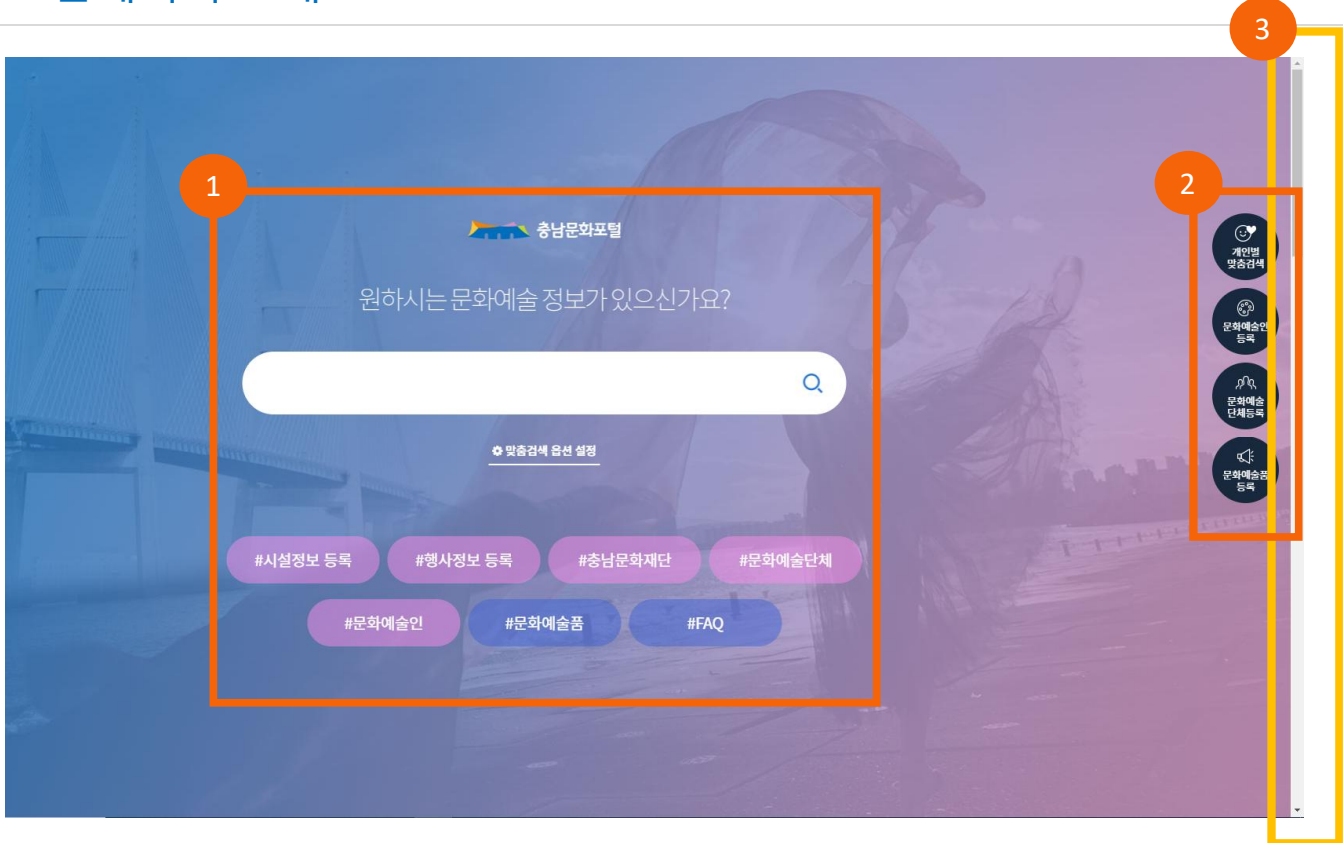 3
1
2
충남문화포털
원하시는 문화예술 정보가 있으신가요?
맞춤검색 옵션 설정
#시설정보 등록 #행사정보 등록 #충남문화재단 #문화예술단체
#문화예술인 #문화예술품 #FAQ
개인별
맞춤검색
문화예술인
등록
문화예술
단체등록
문화예술품
등록